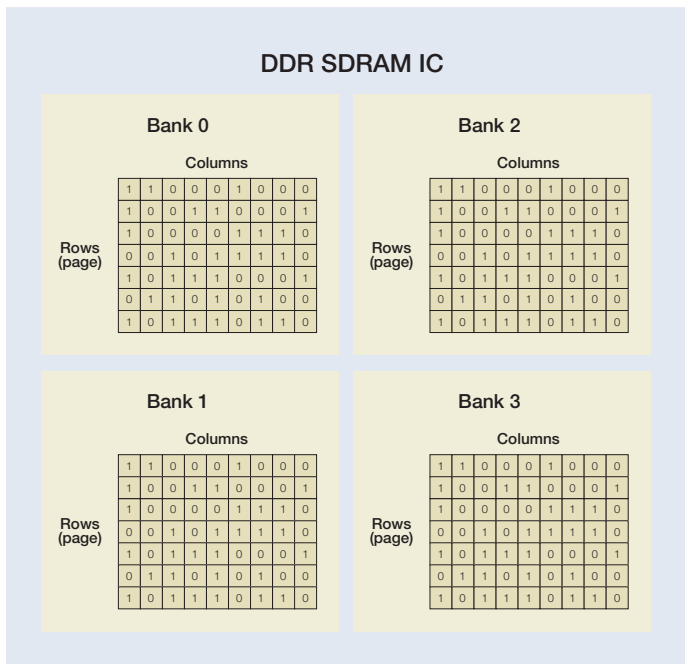 DDR SDRAM IC
Bank 0
Columns
Rows
(page)
1 1 0 0 0 1 0 0 0
1 0 0 1 1 0 0 0 1
1 0 0 0 0 1 1 1 0
0 0 1 0 1 1 1 1 0
1 0 1 1 1 0 0 0 1
0 1 1 0 1 0 1 0 0
1 0 1 1 1 0 1 1 0
Bank 2
Columns
Rows
(page)
1 1 0 0 0 1 0 0 0
1 0 0 1 1 0 0 0 1
1 0 0 0 0 1 1 1 0
0 0 1 0 1 1 1 1 0
1 0 1 1 1 0 0 0 1
0 1 1 0 1 0 1 0 0
1 0 1 1 1 0 1 1 0
Bank 1
Columns
Rows
(page)
1 1 0 0 0 1 0 0 0
1 0 0 1 1 0 0 0 1
1 0 0 0 0 1 1 1 0
0 0 1 0 1 1 1 1 0
1 0 1 1 1 0 0 0 1
0 1 1 0 1 0 1 0 0
1 0 1 1 1 0 1 1 0
Bank 3
Columns
Rows
(page)
1 1 0 0 0 1 0 0 0
1 0 0 1 1 0 0 0 1
1 0 0 0 0 1 1 1 0
0 0 1 0 1 1 1 1 0
1 0 1 1 1 0 0 0 1
0 1 1 0 1 0 1 0 0
1 0 1 1 1 0 1 1 0